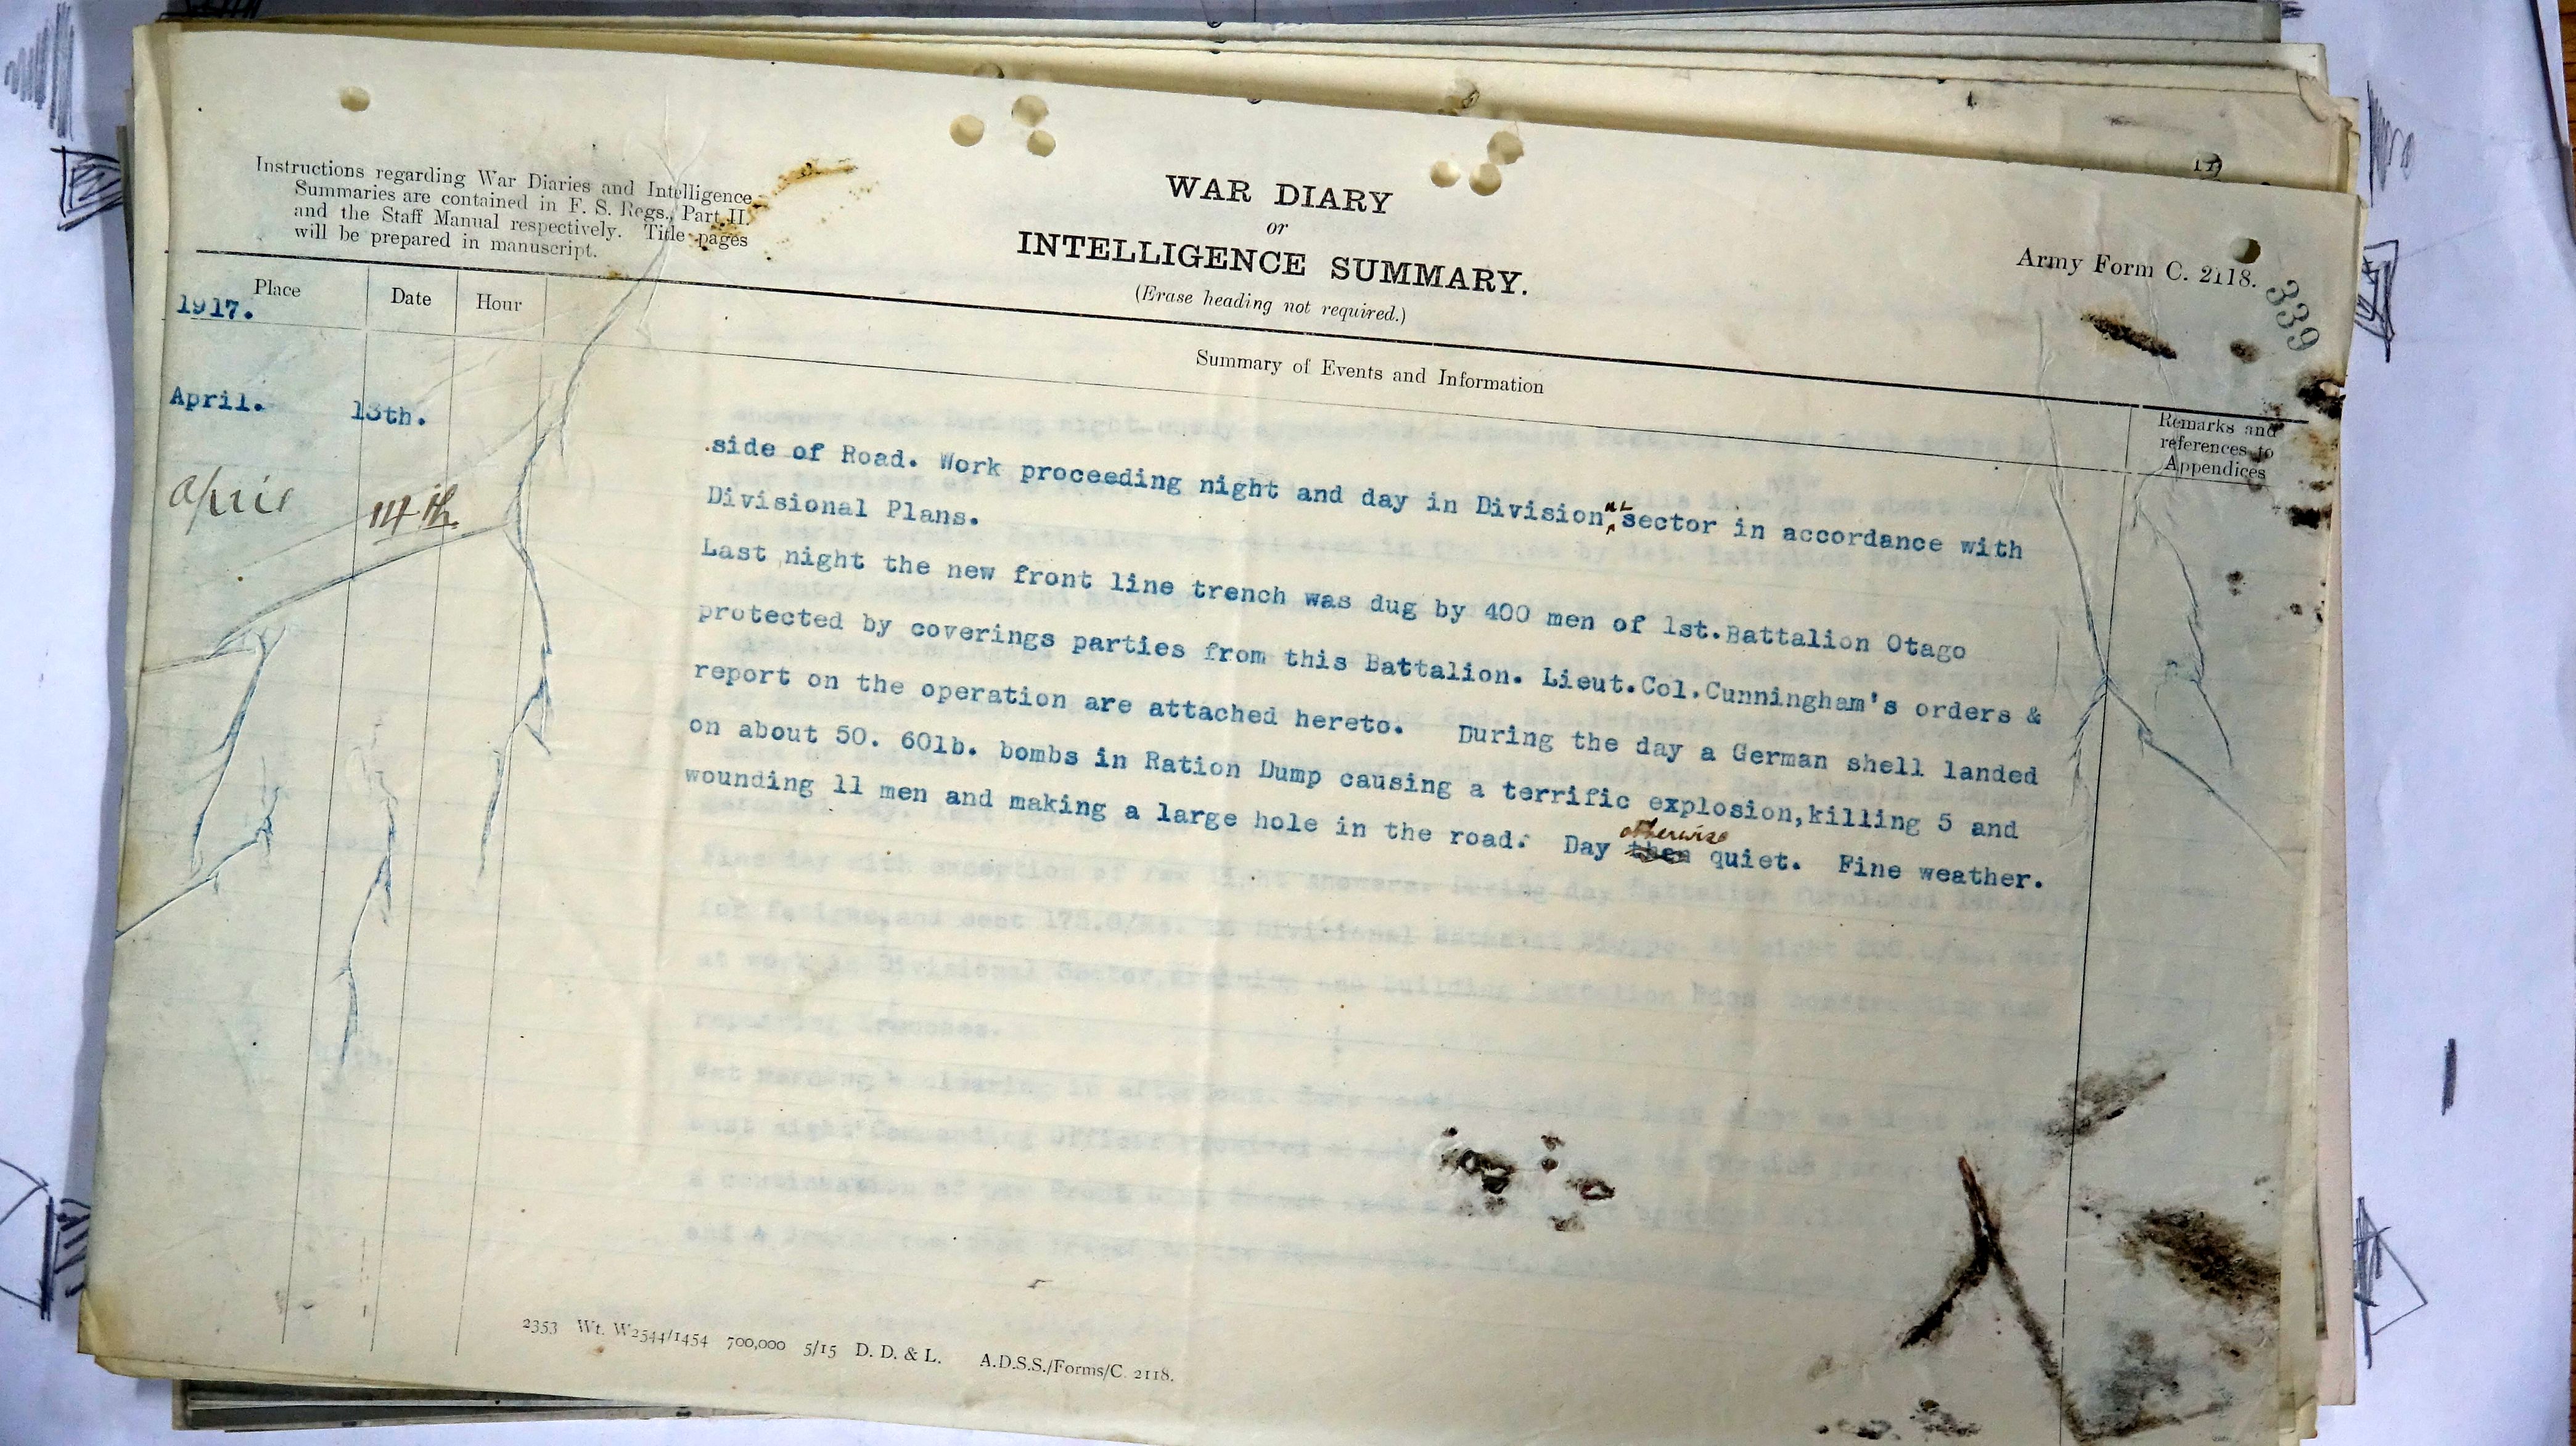 Instructions regarding War Diaries and Intelligence
Summaries are contained in F. S. Regs., Part II.
and the Staff Manual respectively. Title pages
will be prepared in manuscript.
WAR DIARY
or
INTELLIGENCE SUMMARY.
(Erase heading not required.)
Army Form C. 2118.
339
Place
Date
Hour
Summary of Events and Information
Remarks and
references to
Appendices
1917.
April. 13th.
side of Road. Work proceeding night and day in Divisional sector in accordance with
Divisional Plans.
April 14th
Last night the new front line trench was dug by 400 men of 1st.Battalion Otago
protected by coverings parties from this Battalion. Lieut.Col.Cunningham's orders &
report on the operation are attached hereto. During the day a German shell landed
on about 50. 60lb. bombs in Ration Dump causing a terrific explosion,killing 5 and
wounding 11 men and making a large hole in the road. Day then otherwise quiet. Fine weather.
2353 Wt. W2544/1454 700,000 5/15 D. D. & L. A.D.S.S./Forms/C. 2118.